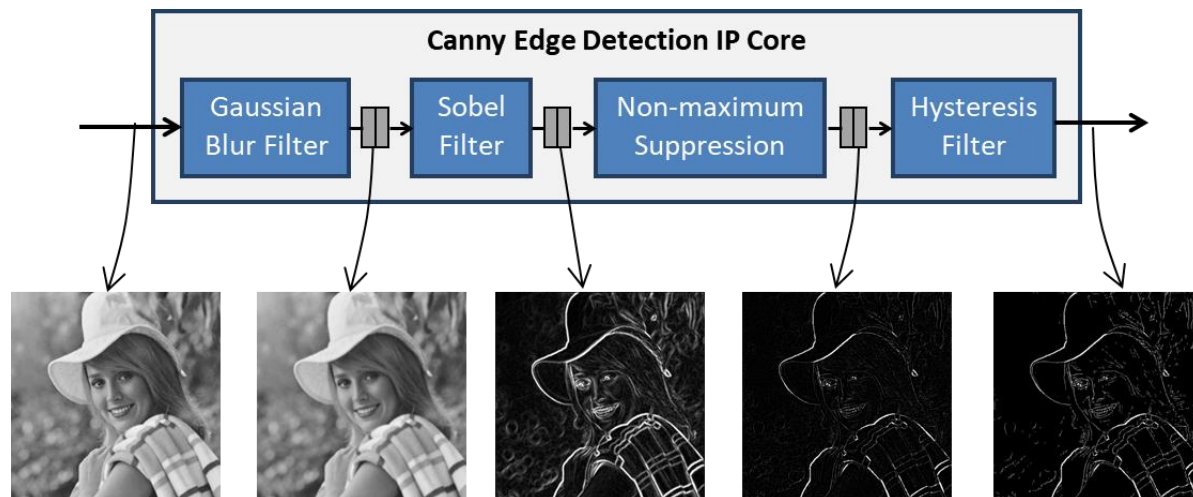 Canny Edge Detection IP Core
Gaussian
Blur Filter
Sobel
Filter
Non-maximum
Suppression
Hysteresis
Filter